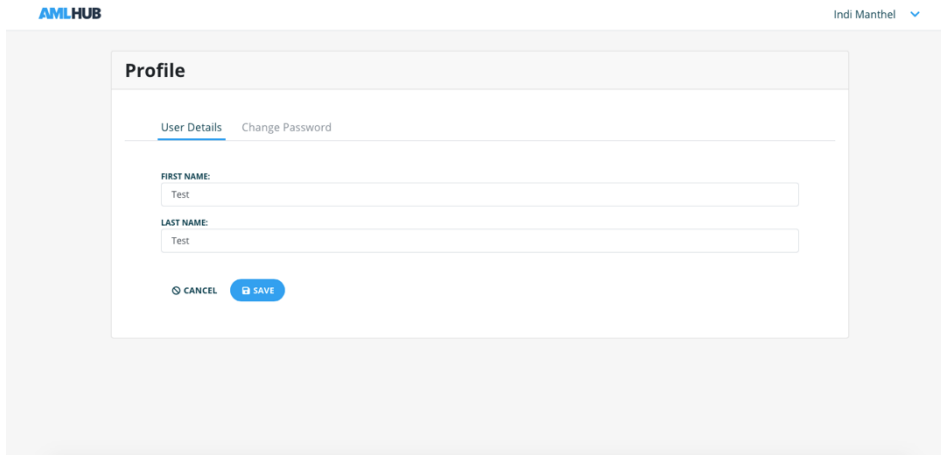 AMLHUB
Indi Manthel
Profile
User Details Change Password
FIRST NAME:
Test
LAST NAME:
Test
CANCEL SAVE